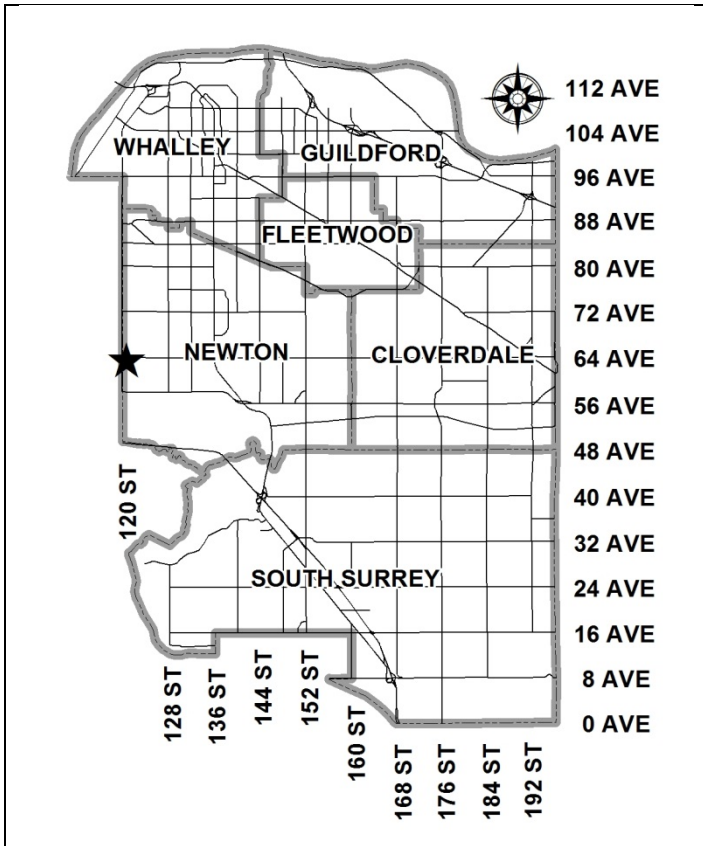 112 AVE
104 AVE
WHALLEY
GUILDFORD
96 AVE
88 AVE
FLEETWOOD
80 AVE
72 AVE
NEWTON
CLOVERDALE
64 AVE
56 AVE
48 AVE
120 ST
40 AVE
32 AVE
SOUTH SURREY
24 AVE
16 AVE
8 AVE
0 AVE
128 ST
136 ST
144 ST
152 ST
160 ST
168 ST
176 ST
184 ST
192 ST